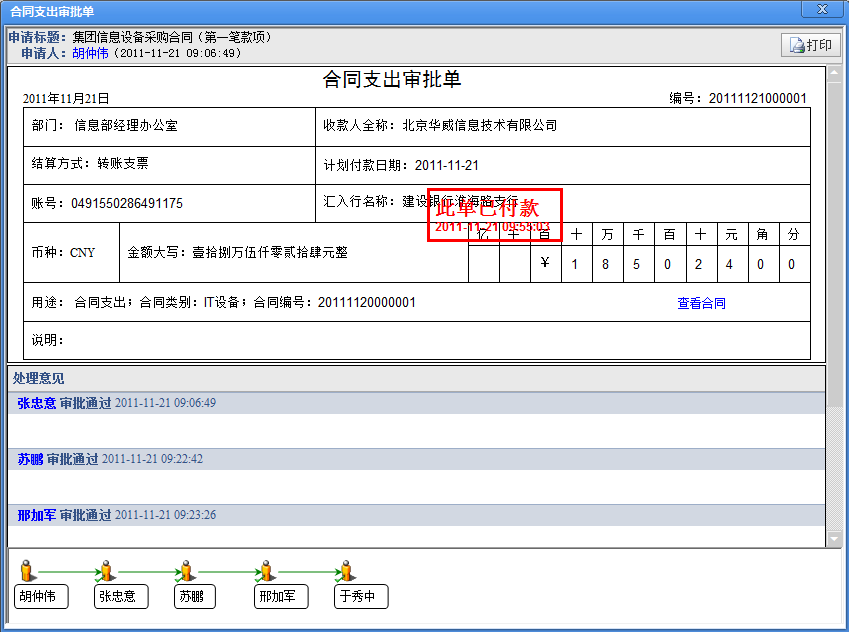 合同支出审批单
申请标题：集团信息设备采购合同（第一笔款项）
申请人：胡仲伟（2011-11-21 09:06:49）
打印
合同支出审批单
2011年11月21日
编号：20111121000001
部门： 信息部经理办公室
收款人全称：北京华威信息技术有限公司
结算方式：转账支票
计划付款日期：2011-11-21
账号：0491550286491175
汇入行名称：建设银行淮海路支行
此单已付款
2011-11-21 09:55:03
币种：CNY
金额大写：壹拾捌万伍仟零贰拾肆元整
亿 千 百 十 万 千 百 十 元 角 分
¥ 1 8 5 0 2 4 0 0
用途： 合同支出；合同类别：IT设备；合同编号：20111120000001
查看合同
说明：
处理意见
张忠意 审批通过 2011-11-21 09:06:49
苏鹏 审批通过 2011-11-21 09:22:42
邢加军 审批通过 2011-11-21 09:23:26
胡仲伟
张忠意
苏鹏
邢加军
于秀中